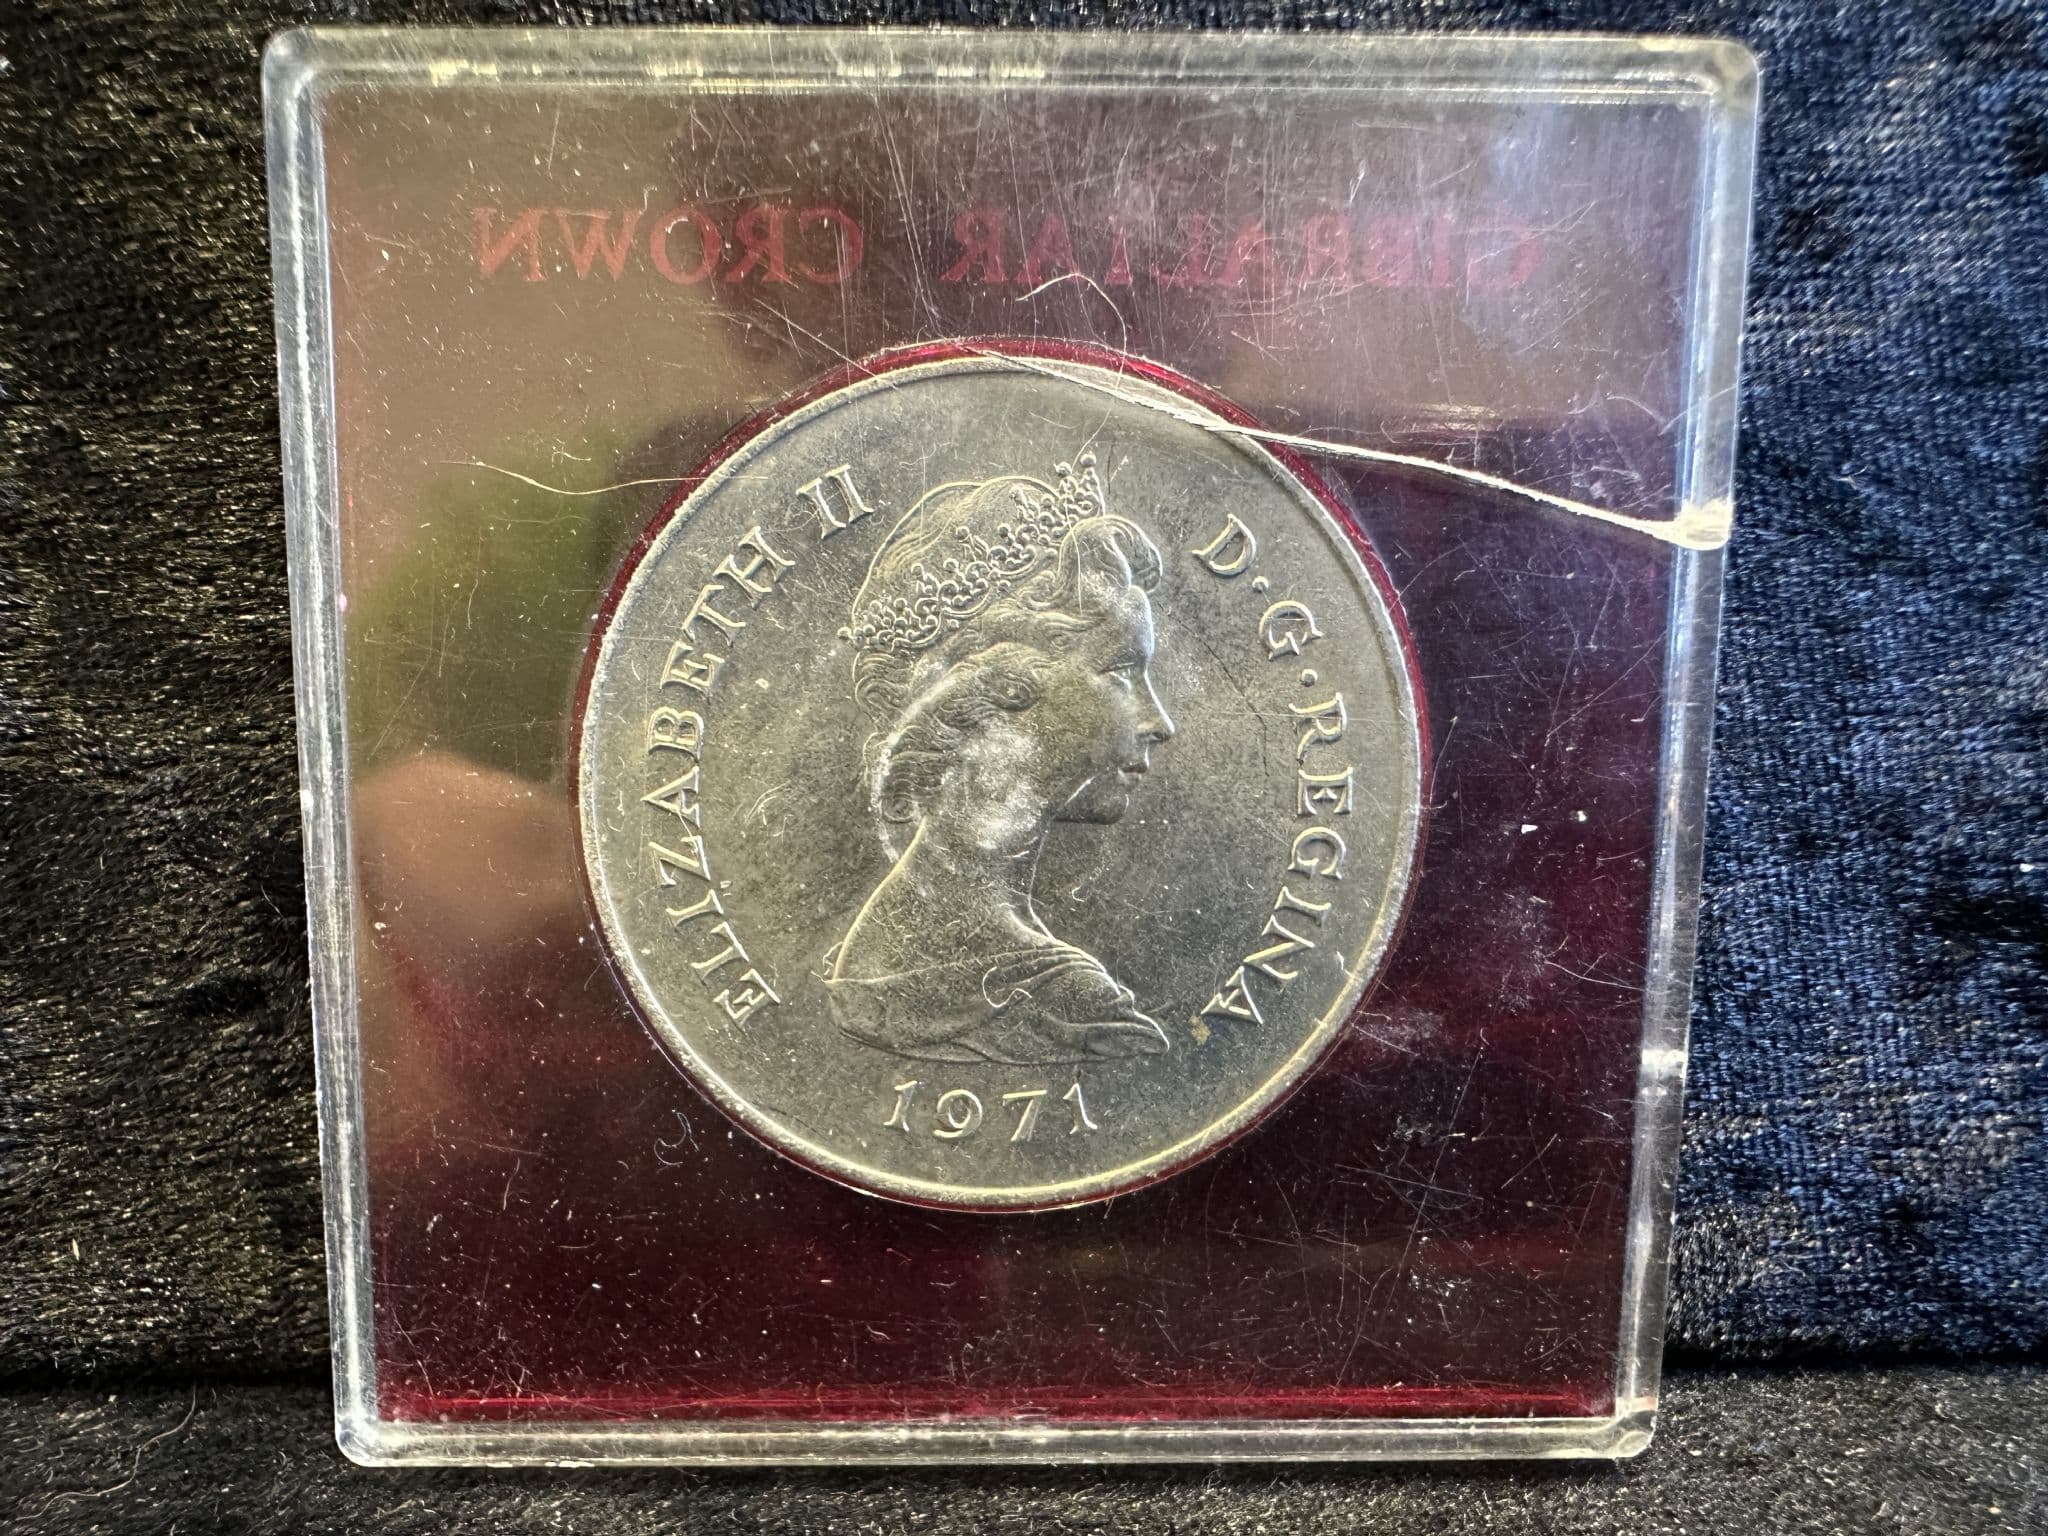 GIBRALTAR CROWN
ELIZABETH II D.G.REGINA
1971